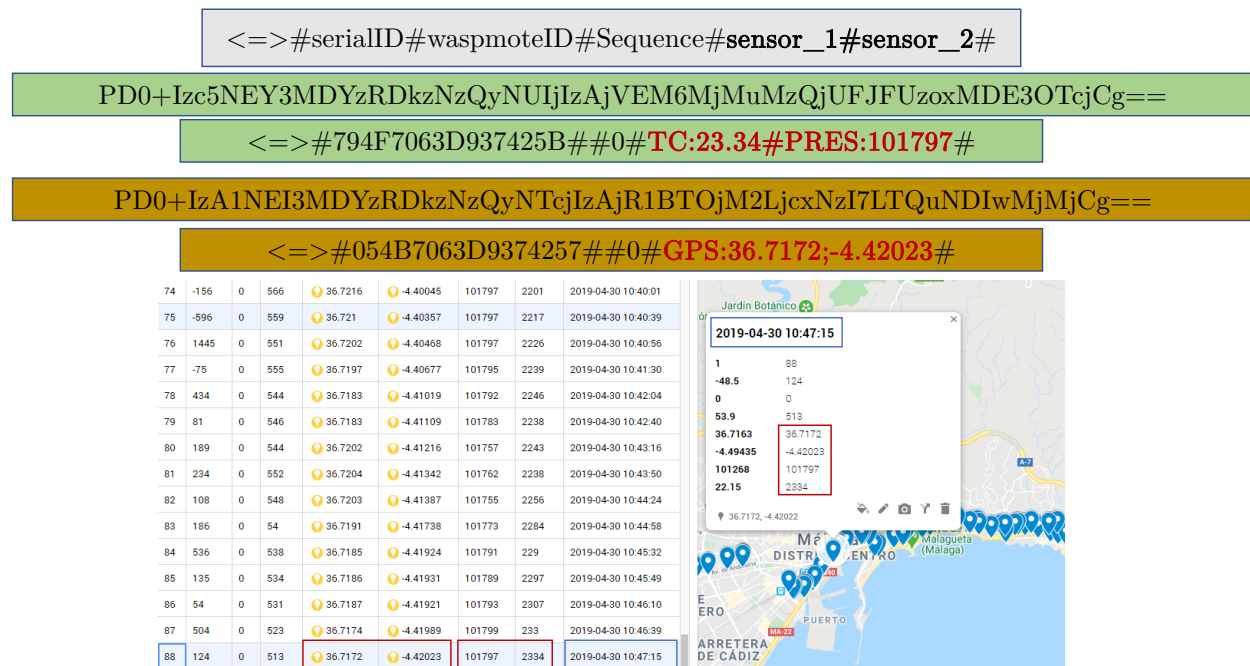 <=>#serialID#waspmoteID#Sequence#sensor_1#sensor_2#
PD0+Izc5NEY3MDYzRDkzNzQyNUIjIzAjVEM6MjMuMzQjUFJFUzoxMDE3OTcjCg==
<=>#794F7063D937425B##0#TC:23.34#PRES:101797#
PD0+IzA1NEI3MDYzRDkzNzQyNTcjIzAjR1BTOjM2LjcxNzI7LTQuNDIwMjMjCg==
<=>#054B7063D9374257##0#GPS:36.7172;-4.42023#
74 -156 0 566 36.7216 -4.40045 101797 2201 2019-04-30 10:40:01
75 -596 0 559 36.721 -4.40357 101797 2217 2019-04-30 10:40:39
76 1445 0 551 36.7202 -4.40468 101797 2226 2019-04-30 10:40:56
77 -75 0 555 36.7197 -4.40677 101795 2239 2019-04-30 10:41:30
78 434 0 544 36.7183 -4.41019 101792 2246 2019-04-30 10:42:04
79 81 0 546 36.7183 -4.41109 101783 2238 2019-04-30 10:42:40
80 189 0 544 36.7202 -4.41216 101757 2243 2019-04-30 10:43:16
81 234 0 552 36.7204 -4.41342 101762 2238 2019-04-30 10:43:50
82 108 0 548 36.7203 -4.41387 101755 2256 2019-04-30 10:44:24
83 186 0 54 36.7191 -4.41738 101773 2284 2019-04-30 10:44:58
84 536 0 538 36.7185 -4.41924 101791 229 2019-04-30 10:45:32
85 135 0 534 36.7186 -4.41931 101789 2297 2019-04-30 10:45:49
86 54 0 531 36.7187 -4.41921 101793 2307 2019-04-30 10:46:10
87 504 0 523 36.7174 -4.41989 101799 233 2019-04-30 10:46:39
88 124 0 513 36.7172 -4.42023 101797 2334 2019-04-30 10:47:15
Jardín Botánico
2019-04-30 10:47:15
×
1 88
-48.5 124
0 0
53.9 513
36.7163 36.7172
-4.49435 -4.42023
101268 101797
22.15 2334
36.7172, -4.42022
A-7
Malagueta
(Málaga)
DISTR
ENTRO
PUERTO
ERO
MA-22
ARRETERA
DE CÁDIZ